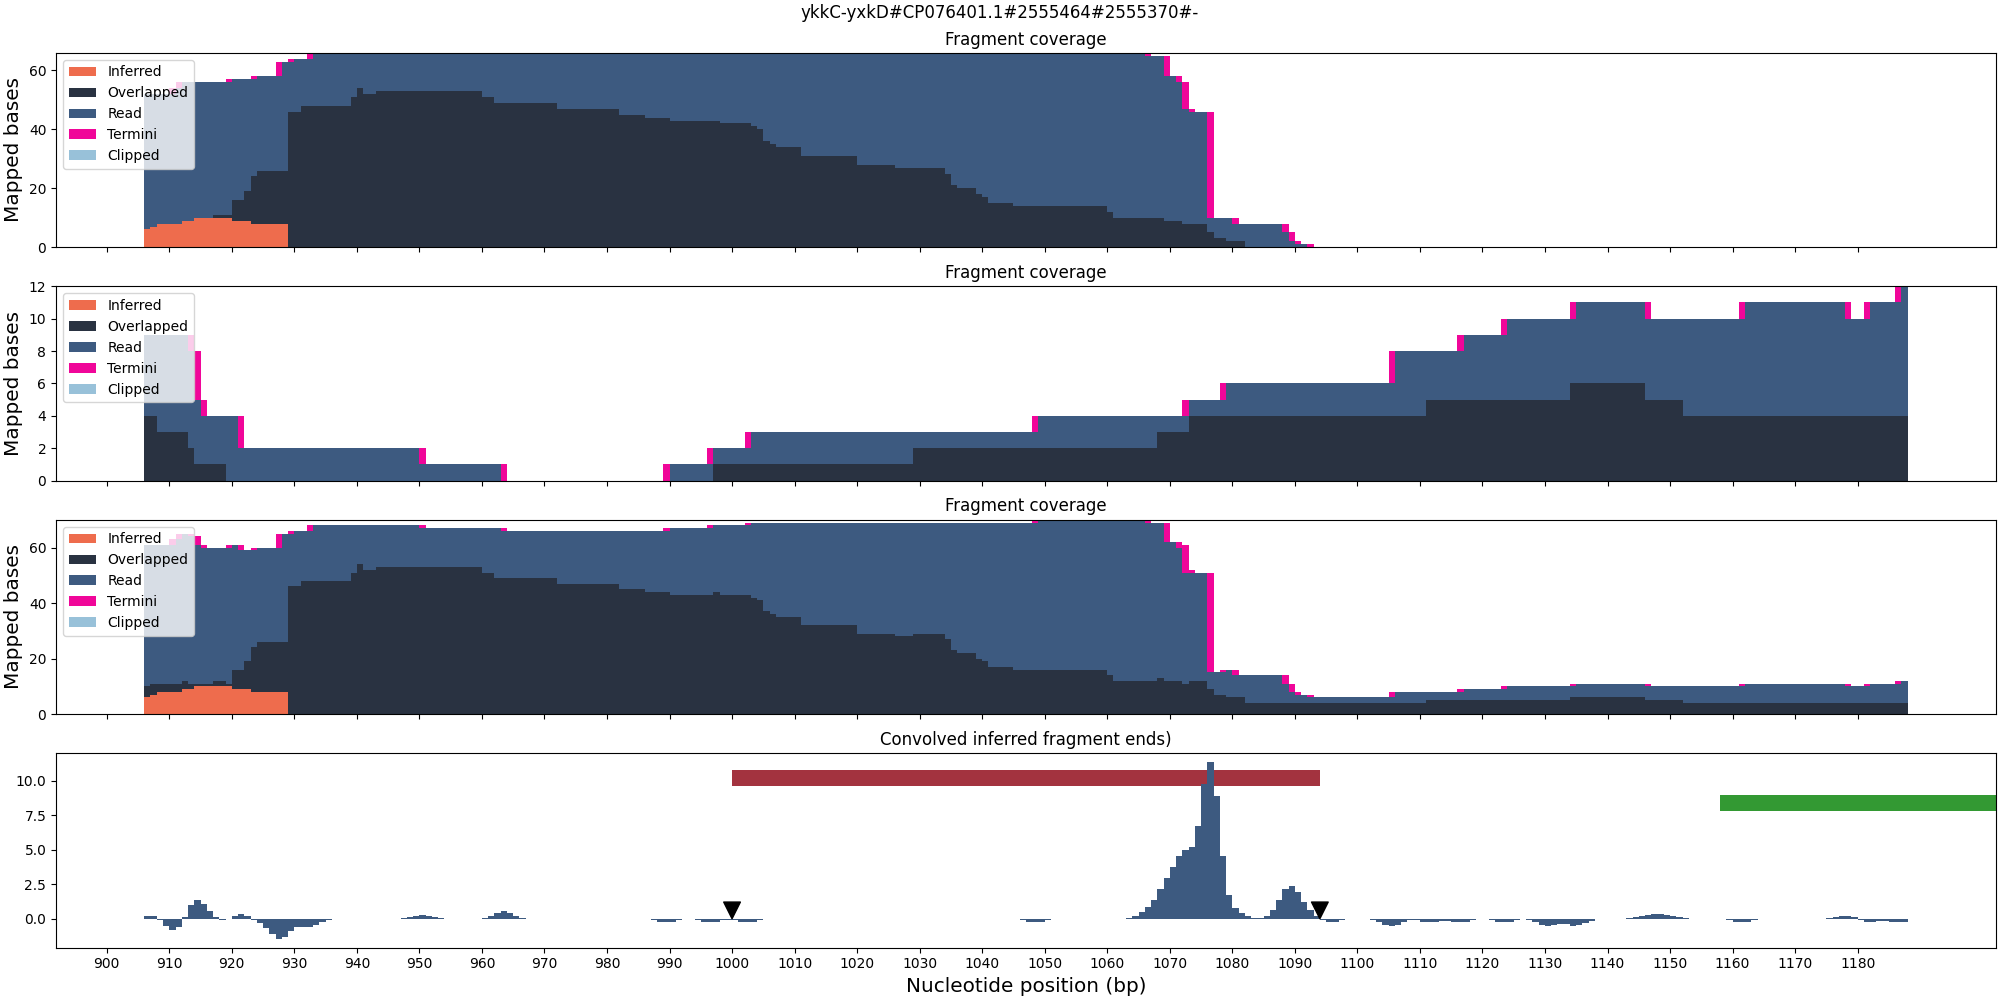 ykkC-yxkD#CP076401.1#2555464#2555370#-
Fragment coverage
Mapped bases
60
40
20
0
Inferred
Overlapped
Read
Termini
Clipped
Fragment coverage
Mapped bases
12
10
8
6
4
2
0
Inferred
Overlapped
Read
Termini
Clipped
Fragment coverage
Mapped bases
60
40
20
0
Inferred
Overlapped
Read
Termini
Clipped
Convolved inferred fragment ends)
10.0
7.5
5.0
2.5
0.0
900 910 920 930 940 950 960 970 980 990 1000 1010 1020 1030 1040 1050 1060 1070 1080 1090 1100 1110 1120 1130 1140 1150 1160 1170 1180
Nucleotide position (bp)